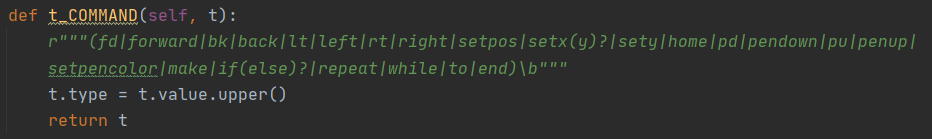 def t_COMMAND(self, t):
    r"""(fd|forward|bk|back|lt|left|rt|right|setpos|setx(y)?|sety|home|pd|pendown|pu|penup|
    setpencolor|make|if(else)?|repeat|while|to|end)\b"""
    t.type = t.value.upper()
    return t